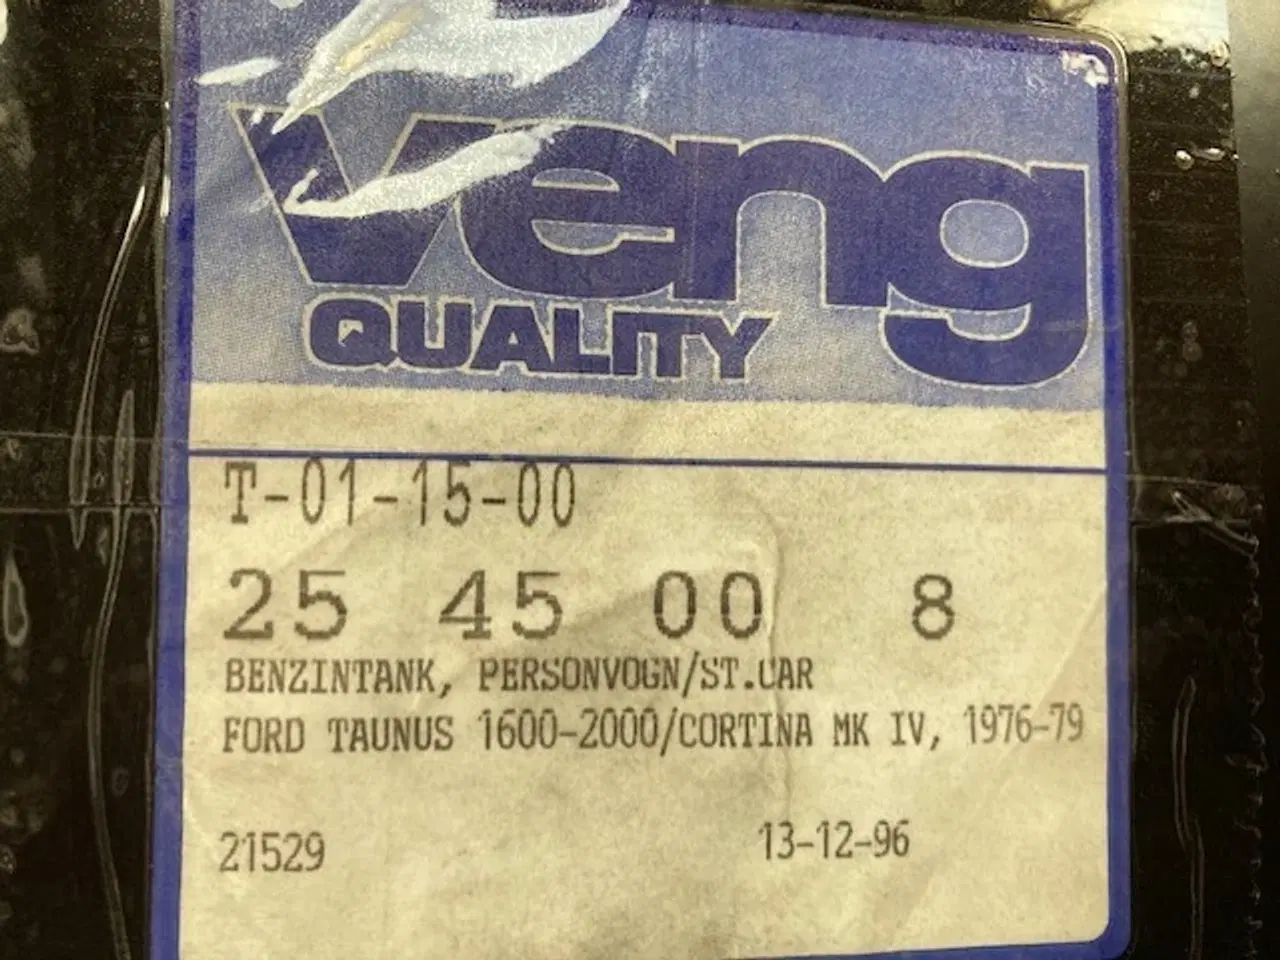 veng
QUALITY
T-01-15-00
25 45 00 8
BENZINTANK, PERSONVOGN/ST.CAR
FORD TAUNUS 1600-2000/CORTINA MK IV, 1976-79
21529 13-12-96